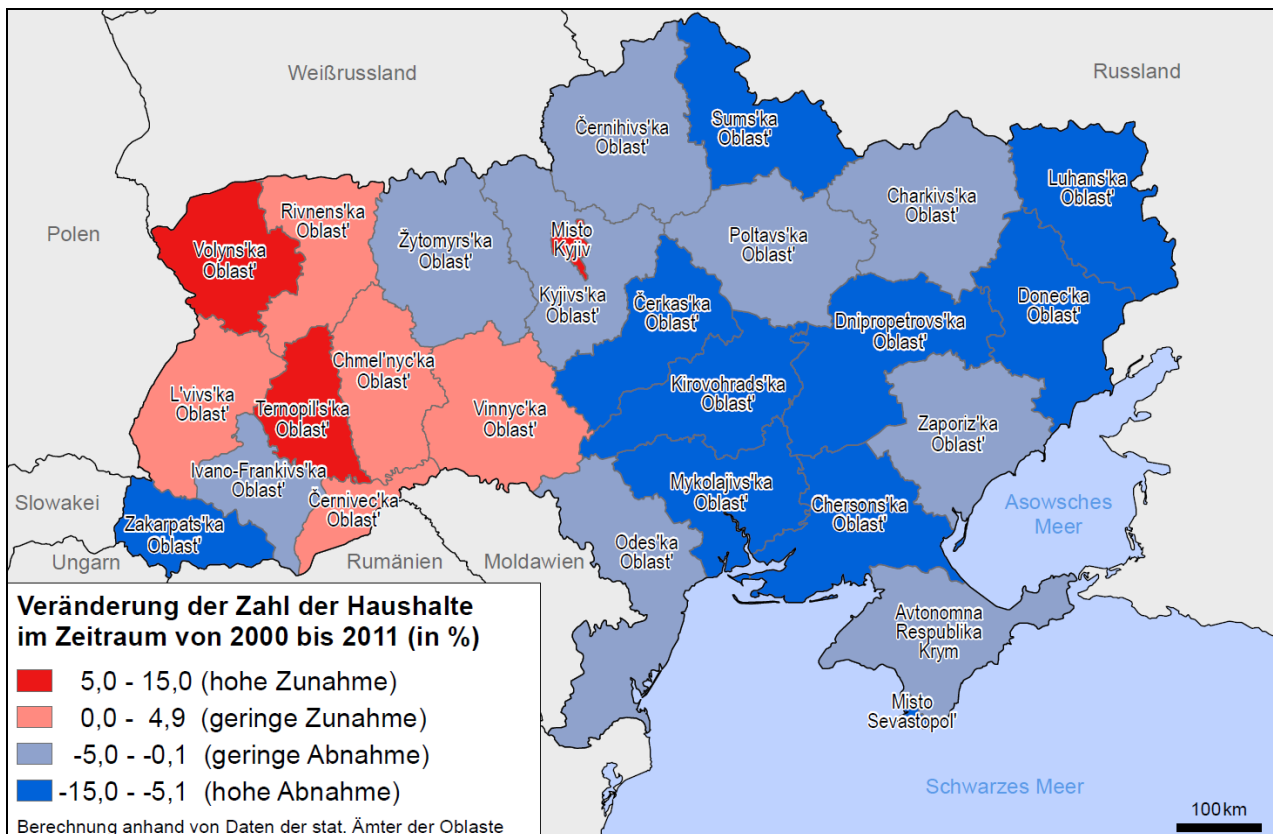 Weißrussland
Russland
Polen
Slowakei
Ungarn
Rumänien
Moldawien
Asowsches
Meer
Schwarzes Meer
Černihivs'ka
Oblast'
Sums'ka
Oblast'
Luhans'ka
Oblast'
Charkivs'ka
Oblast'
Rivnens'ka
Oblast'
Volyns'ka
Oblast'
Žytomyrs'ka
Oblast'
Misto
Kyjiv
Poltavs'ka
Oblast'
Kyjivs'ka
Oblast'
Čerkas'ka
Oblast'
Donec'ka
Oblast'
Dnipropetrovs'ka
Oblast'
Chmel'nyc'ka
Oblast'
L'vivs'ka
Oblast'
Ternopil's'ka
Oblast'
Vinnyc'ka
Oblast'
Kirovohrads'ka
Oblast'
Zaporiz'ka
Oblast'
Ivano-Frankivs'ka
Oblast'
Černivec'ka
Oblast'
Mykolajivs'ka
Oblast'
Chersons'ka
Oblast'
Zakarpats'ka
Oblast'
Odes'ka
Oblast'
Avtonomna
Respublika
Krym
Misto
Sevastopol'
Veränderung der Zahl der Haushalte
im Zeitraum von 2000 bis 2011 (in %)
5,0 - 15,0 (hohe Zunahme)
0,0 - 4,9 (geringe Zunahme)
-5,0 - -0,1 (geringe Abnahme)
-15,0 - -5,1 (hohe Abnahme)
Berechnung anhand von Daten der stat. Ämter der Oblaste
100km